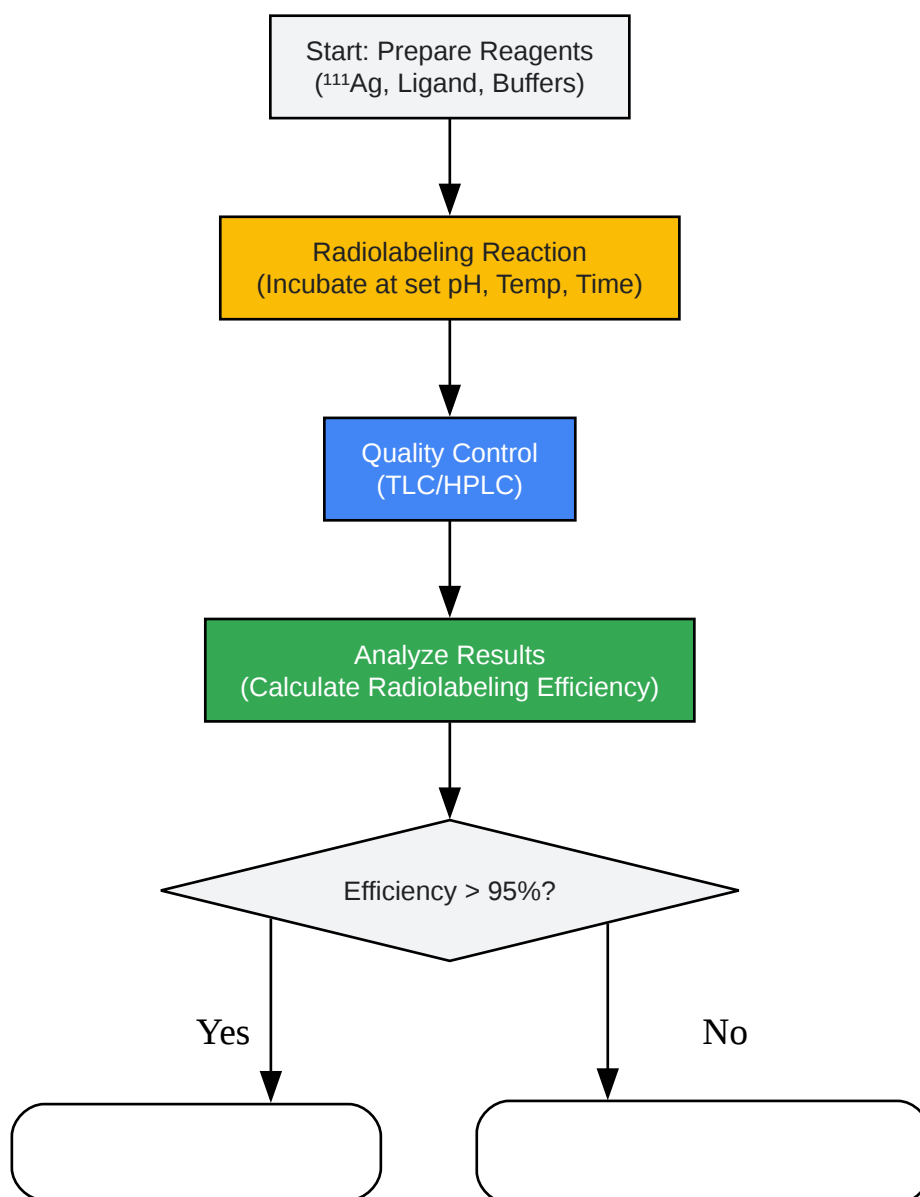 Start: Prepare Reagents
(¹¹¹Ag, Ligand, Buffers)
Radiolabeling Reaction
(Incubate at set pH, Temp, Time)
Quality Control
(TLC/HPLC)
Analyze Results
(Calculate Radiolabeling Efficiency)
Efficiency > 95%?
Yes
No